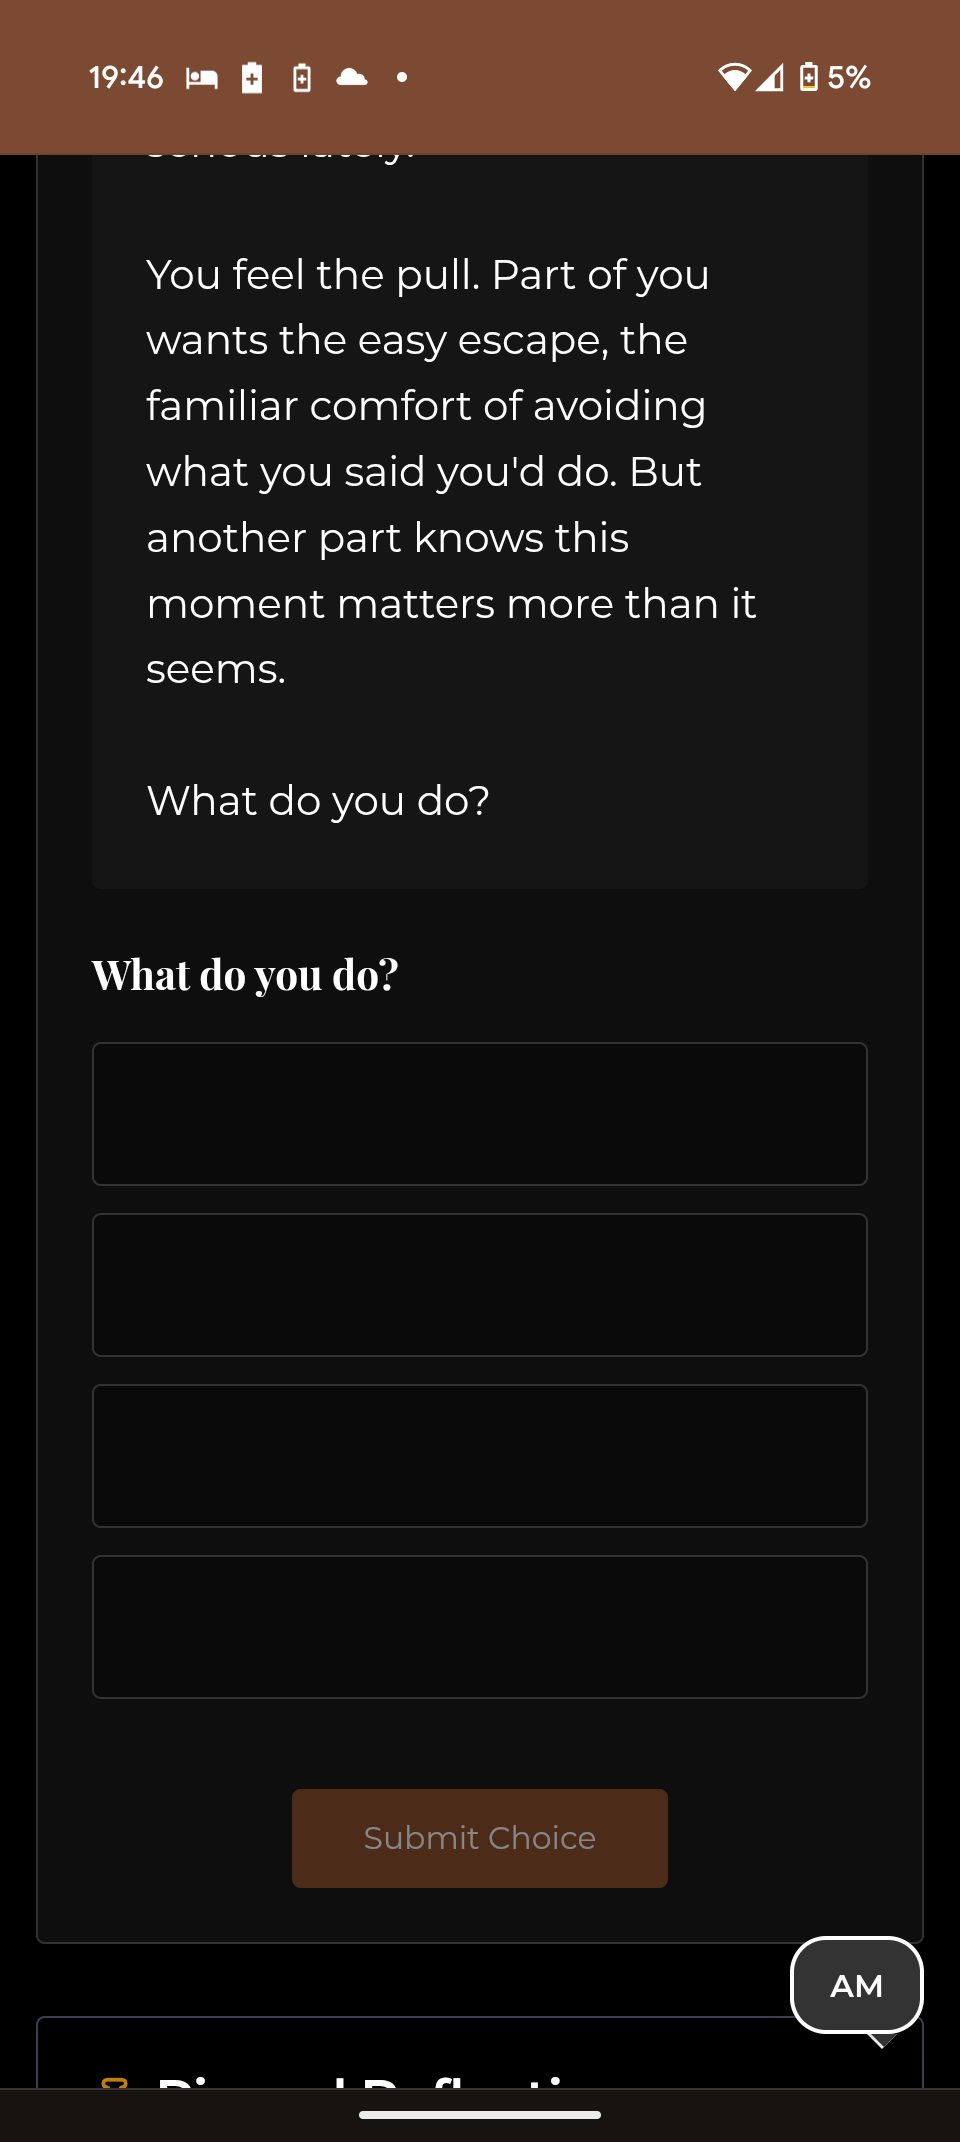 19:46
5%
You feel the pull. Part of you
wants the easy escape, the
familiar comfort of avoiding
what you said you'd do. But
another part knows this
moment matters more than it
seems.
What do you do?
What do you do?
Submit Choice
AM